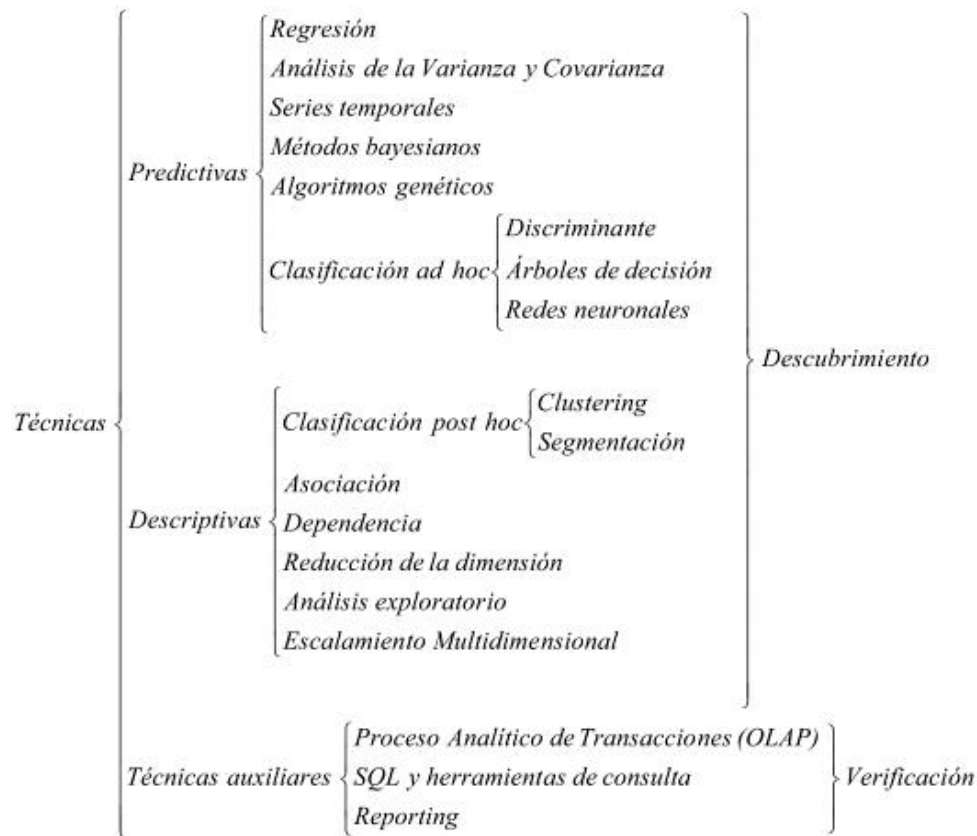 Técnicas
Predictivas
Regresión
Análisis de la Varianza y Covarianza
Series temporales
Métodos bayesianos
Algoritmos genéticos
Clasificación ad hoc
Discriminante
Árboles de decisión
Redes neuronales
Descriptivas
Clasificación post hoc
Clustering
Segmentación
Asociación
Dependencia
Reducción de la dimensión
Análisis exploratorio
Escalamiento Multidimensional
Descubrimiento
Técnicas auxiliares
Proceso Analítico de Transacciones (OLAP)
SQL y herramientas de consulta
Reporting
Verificación